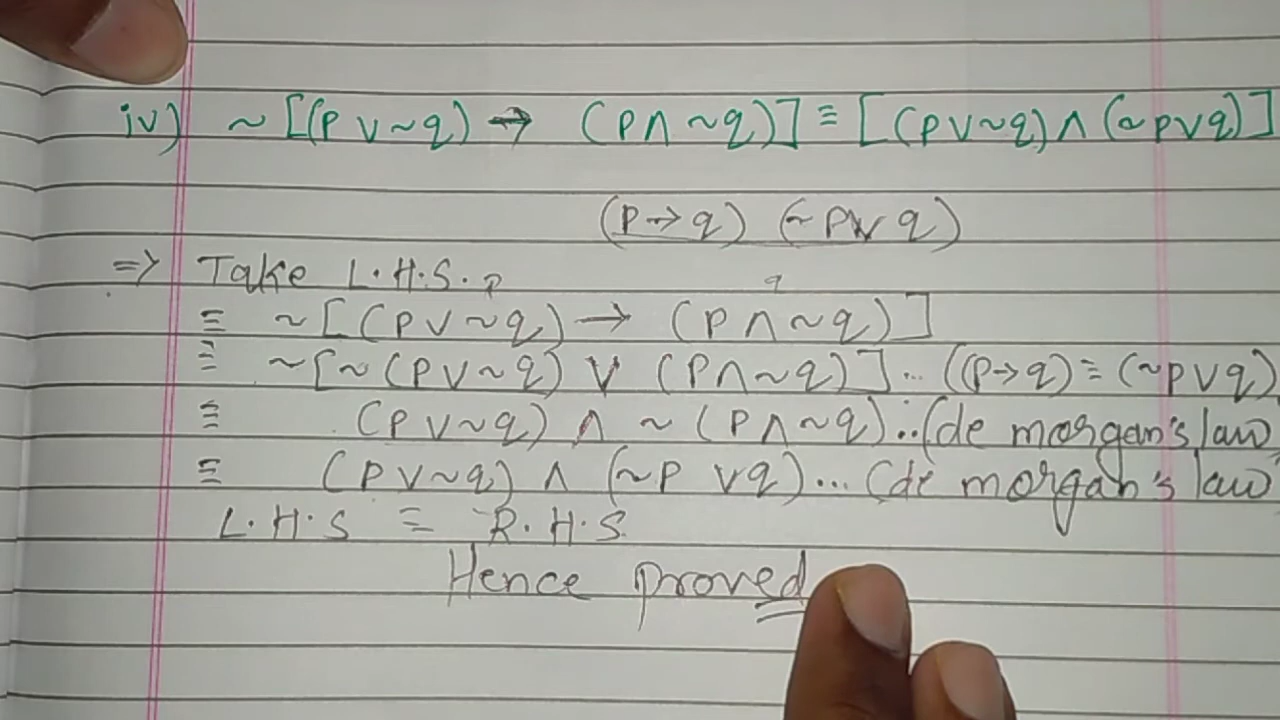 iv) ~[(p∨~q) → (p∧~q)] ≡ [(p∨~q)∧(~p∨q)]
(p→q) (~p∨q)
=> Take L.H.S. p q
≡ ~[(p∨~q) → (p∧~q)]
≡ ~[~(p∨~q) ∨ (p∧~q)]... ((p→q)≡(~p∨q)
≡ (p∨~q) ∧ ~(p∧~q)...(de morgan's law)
≡ (p∨~q) ∧ (~p∨q)...(de morgan's law)
L.H.S ≡ R.H.S.
Hence proved